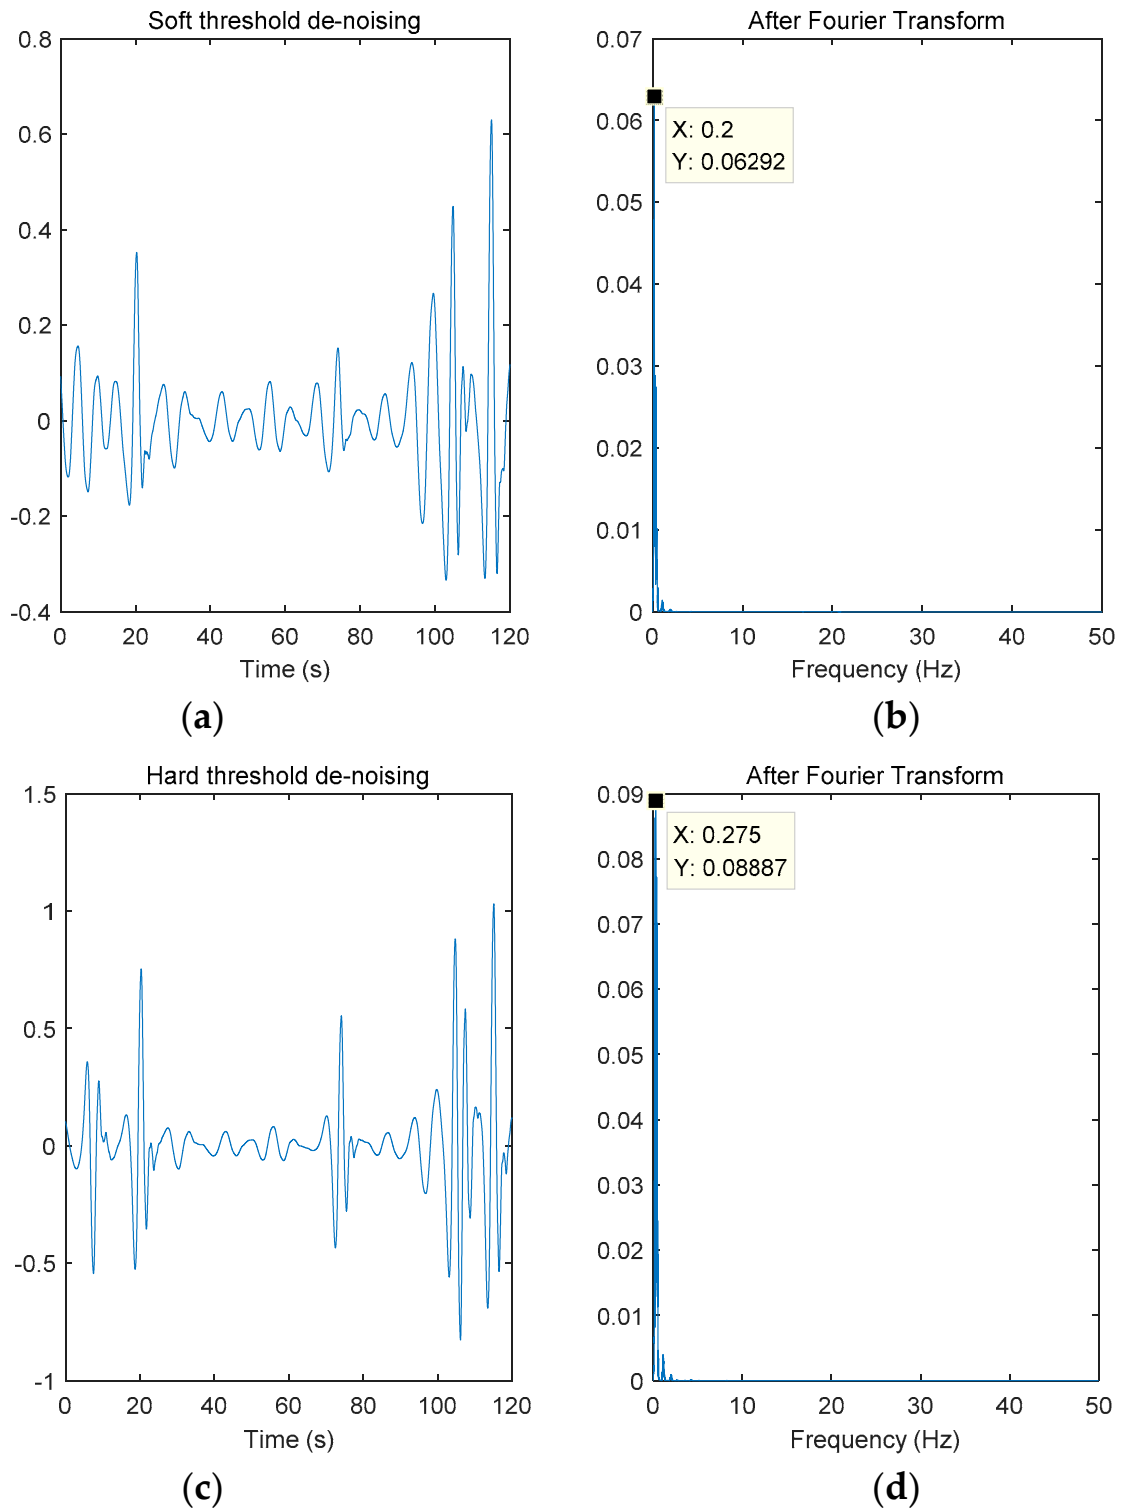 Soft threshold de-noising
0.8
0.6
0.4
0.2
0
-0.2
-0.4
0 20 40 60 80 100 120
Time (s)
(a)
After Fourier Transform
0.07
0.06
0.05
0.04
0.03
0.02
0.01
0
X: 0.2
Y: 0.06292
0 10 20 30 40 50
Frequency (Hz)
(b)
Hard threshold de-noising
1.5
1
0.5
0
-0.5
-1
0 20 40 60 80 100 120
Time (s)
(c)
After Fourier Transform
0.09
0.08
0.07
0.06
0.05
0.04
0.03
0.02
0.01
0
X: 0.275
Y: 0.08887
0 10 20 30 40 50
Frequency (Hz)
(d)